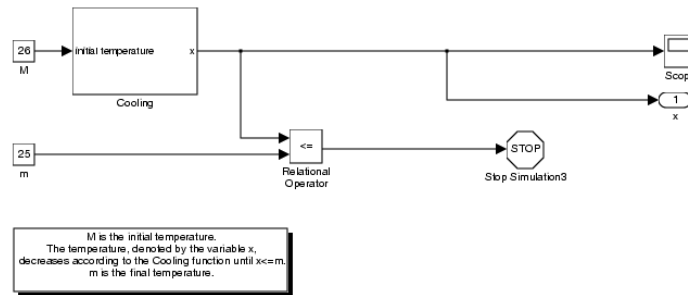 26
M
initial temperature
x
Cooling
Scop
1
x
25
m
<=
Relational
Operator
STOP
Stop Simulation3
M is the initial temperature.
The temperature, denoted by the variable x,
decreases according to the Cooling function until x<=m.
m is the final temperature.